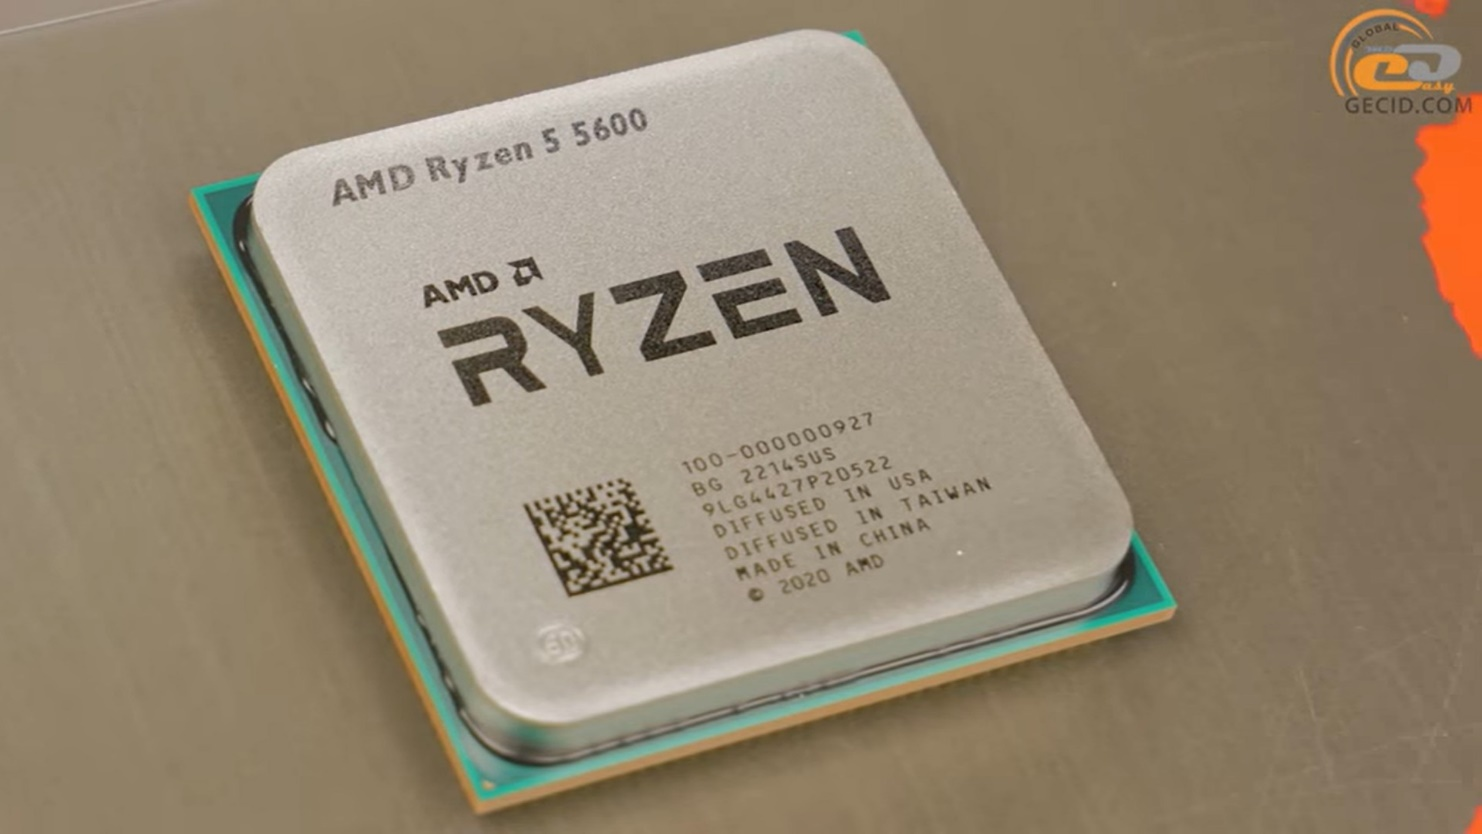 AMD Ryzen 5 5600
AMD
RYZEN
100-000000927
BG 2214SUS
9LG4427P20522
DIFFUSED IN USA
DIFFUSED IN TAIWAN
MADE IN CHINA
© 2020 AMD
GLOBAL
GECID.COM